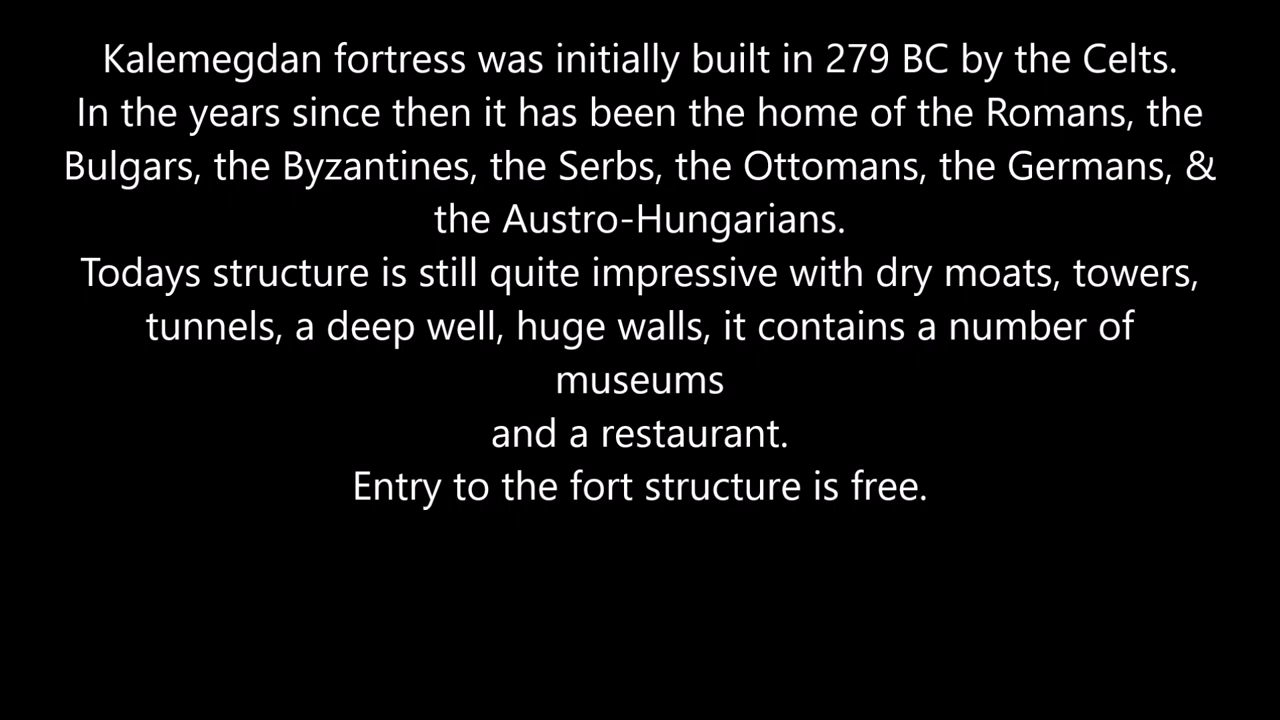 Kalemegdan fortress was initially built in 279 BC by the Celts.
In the years since then it has been the home of the Romans, the
Bulgars, the Byzantines, the Serbs, the Ottomans, the Germans, &
the Austro-Hungarians.
Todays structure is still quite impressive with dry moats, towers,
tunnels, a deep well, huge walls, it contains a number of
museums
and a restaurant.
Entry to the fort structure is free.